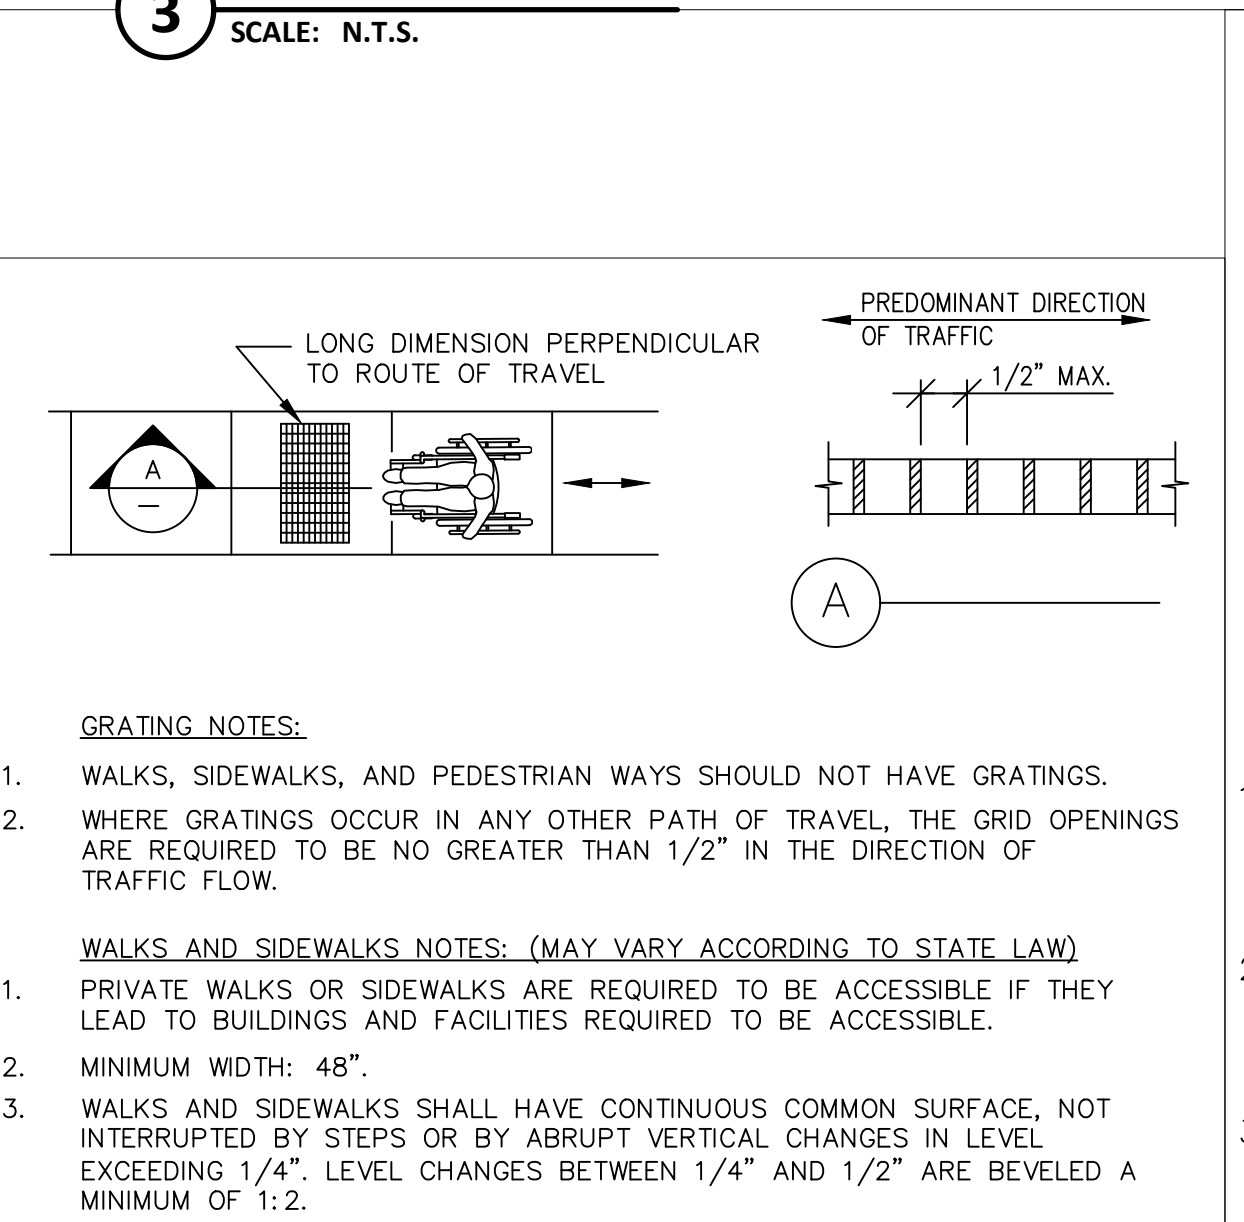 3
SCALE: N.T.S.
LONG DIMENSION PERPENDICULAR
TO ROUTE OF TRAVEL
A
PREDOMINANT DIRECTION
OF TRAFFIC
1/2" MAX.
A
GRATING NOTES:
1. WALKS, SIDEWALKS, AND PEDESTRIAN WAYS SHOULD NOT HAVE GRATINGS.
2. WHERE GRATINGS OCCUR IN ANY OTHER PATH OF TRAVEL, THE GRID OPENINGS
ARE REQUIRED TO BE NO GREATER THAN 1/2" IN THE DIRECTION OF
TRAFFIC FLOW.
WALKS AND SIDEWALKS NOTES: (MAY VARY ACCORDING TO STATE LAW)
1. PRIVATE WALKS OR SIDEWALKS ARE REQUIRED TO BE ACCESSIBLE IF THEY
LEAD TO BUILDINGS AND FACILITIES REQUIRED TO BE ACCESSIBLE.
2. MINIMUM WIDTH: 48".
3. WALKS AND SIDEWALKS SHALL HAVE CONTINUOUS COMMON SURFACE, NOT
INTERRUPTED BY STEPS OR BY ABRUPT VERTICAL CHANGES IN LEVEL
EXCEEDING 1/4". LEVEL CHANGES BETWEEN 1/4" AND 1/2" ARE BEVELED A
MINIMUM OF 1:2.